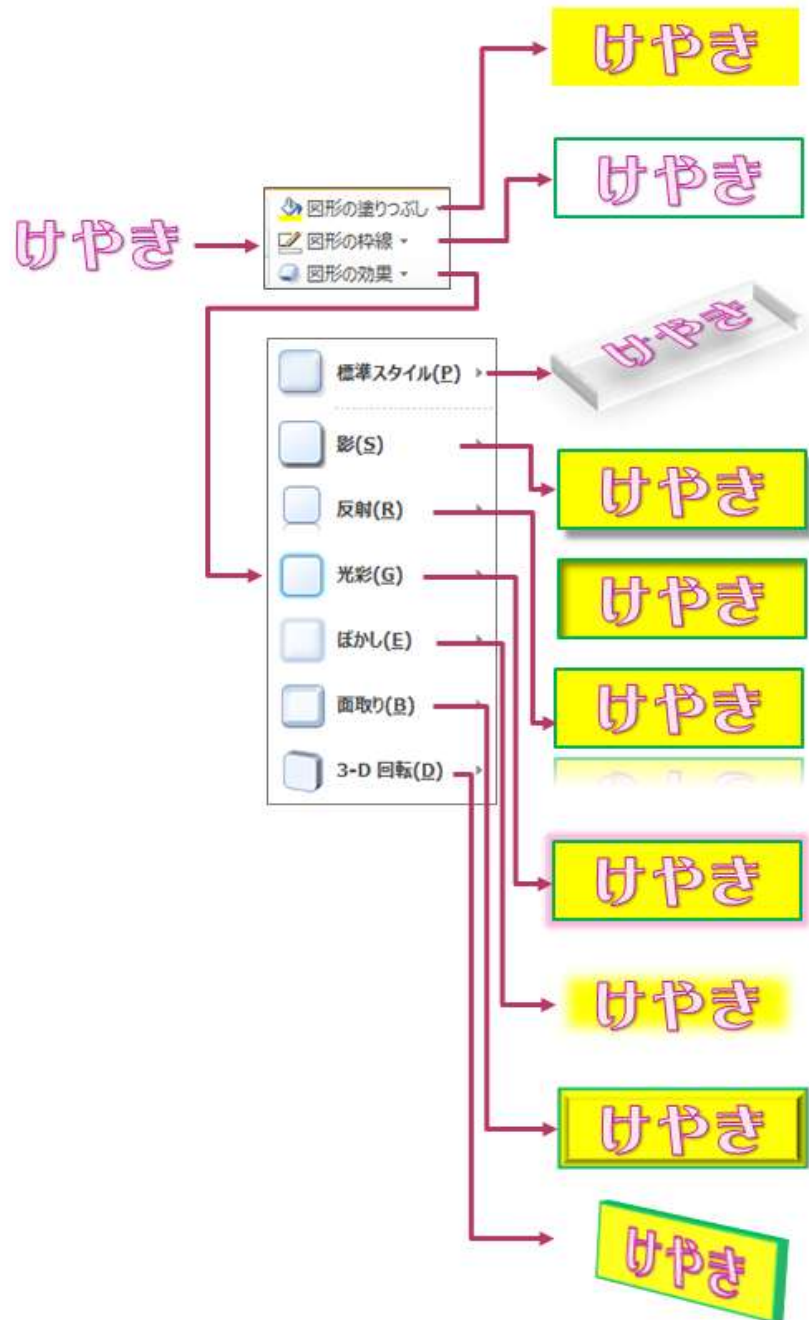 けやき
けやき
図形の塗りつぶし
けやき
図形の枠線
図形の効果
けやき
標準スタイル(P)
けやき
影(S)
けやき
反射(R)
光彩(G)
けやき
ぼかし(E)
けやき
面取り(B)
3-D 回転(D)
けやき
けやき
けやき
けやき